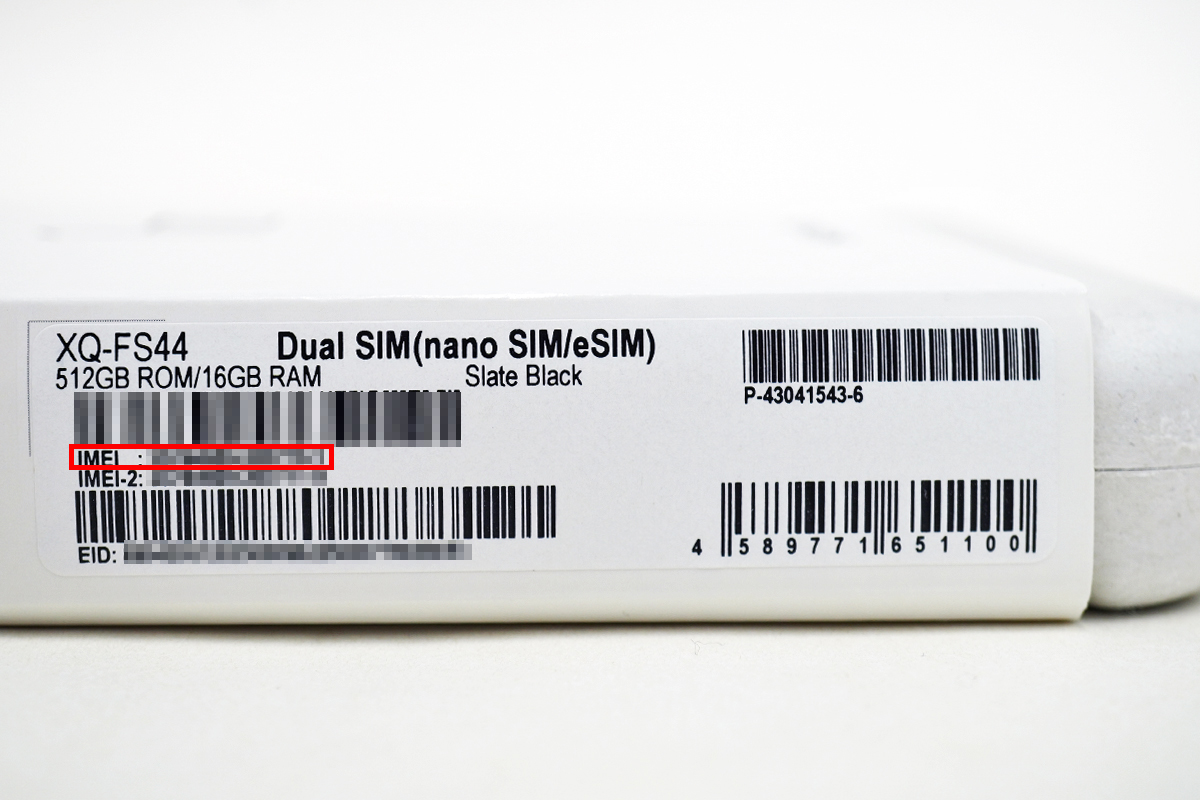 XQ-FS44
Dual SIM(nano SIM/eSIM)
512GB ROM/16GB RAM
Slate Black
P-43041543-6
IMEI :
IMEI-2:
EID:
4 589771 651100